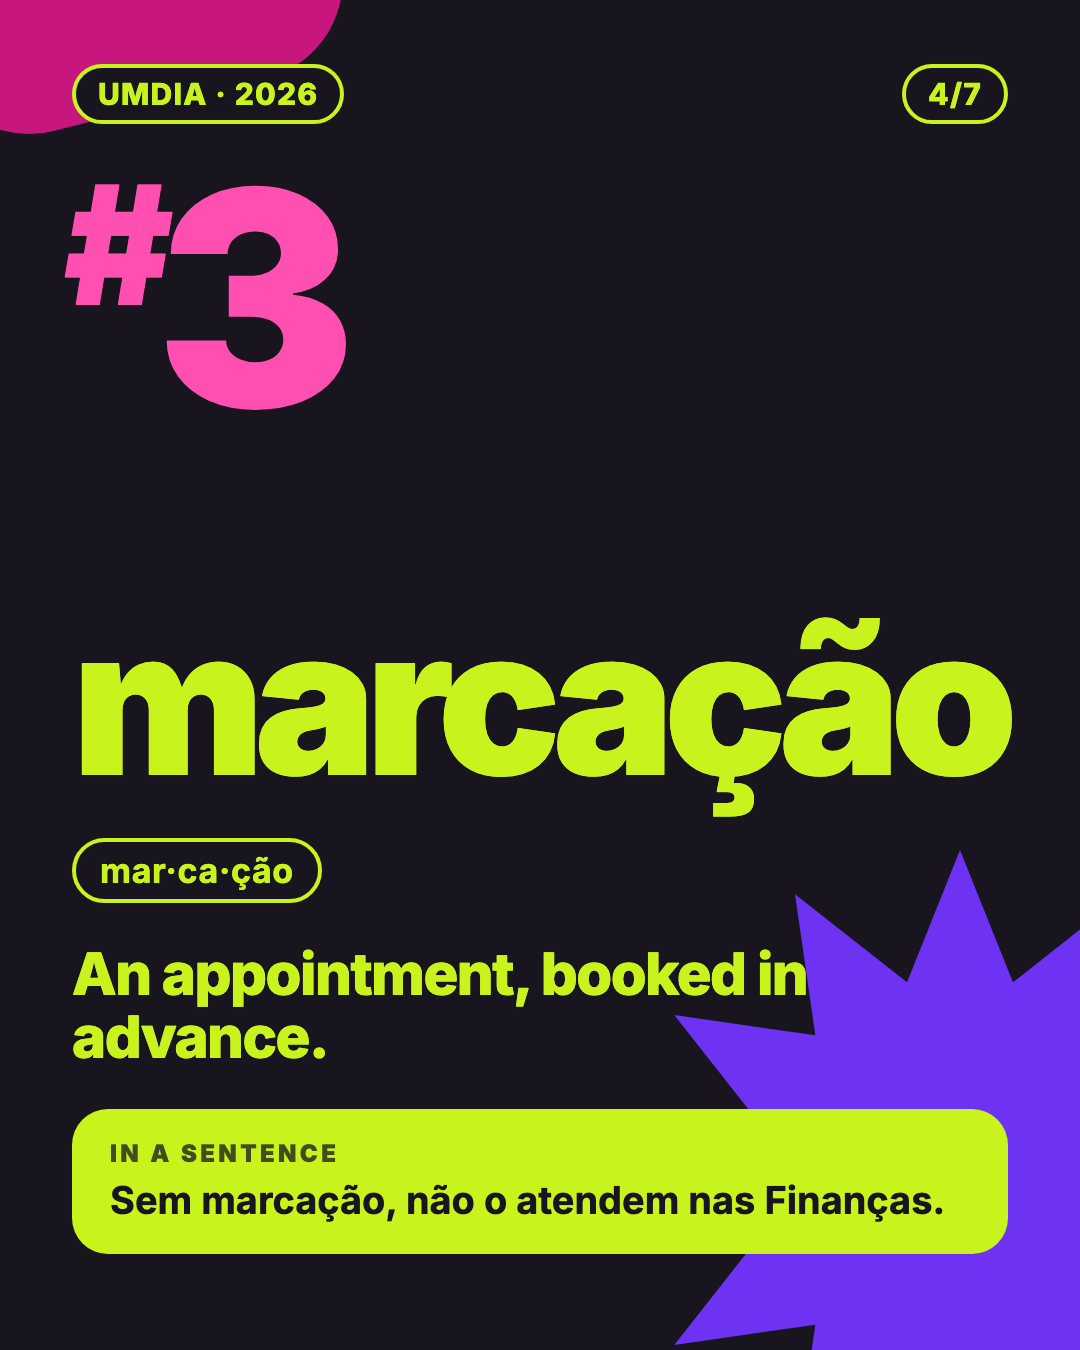 UMDIA · 2026
4/7
#3
marcação
mar·ca·ção
An appointment, booked in
advance.
IN A SENTENCE
Sem marcação, não o atendem nas Finanças.